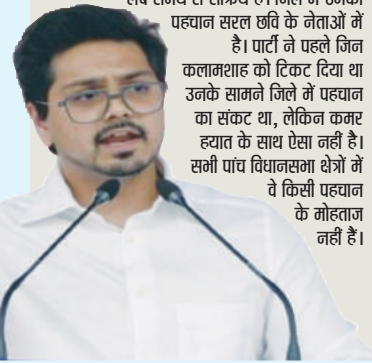 पहचान सरल छवि के नेताओं में
है। पार्टी ने पहले जिन
कलामशाह को टिकट दिया था
उनके सामने जिले में पहचान
का संकट था, लेकिन कमर
हयात के साथ ऐसा नहीं है।
सभी पांच विधानसभा क्षेत्रों में
वे किसी पहचान
के मोहताज
नहीं हैं।